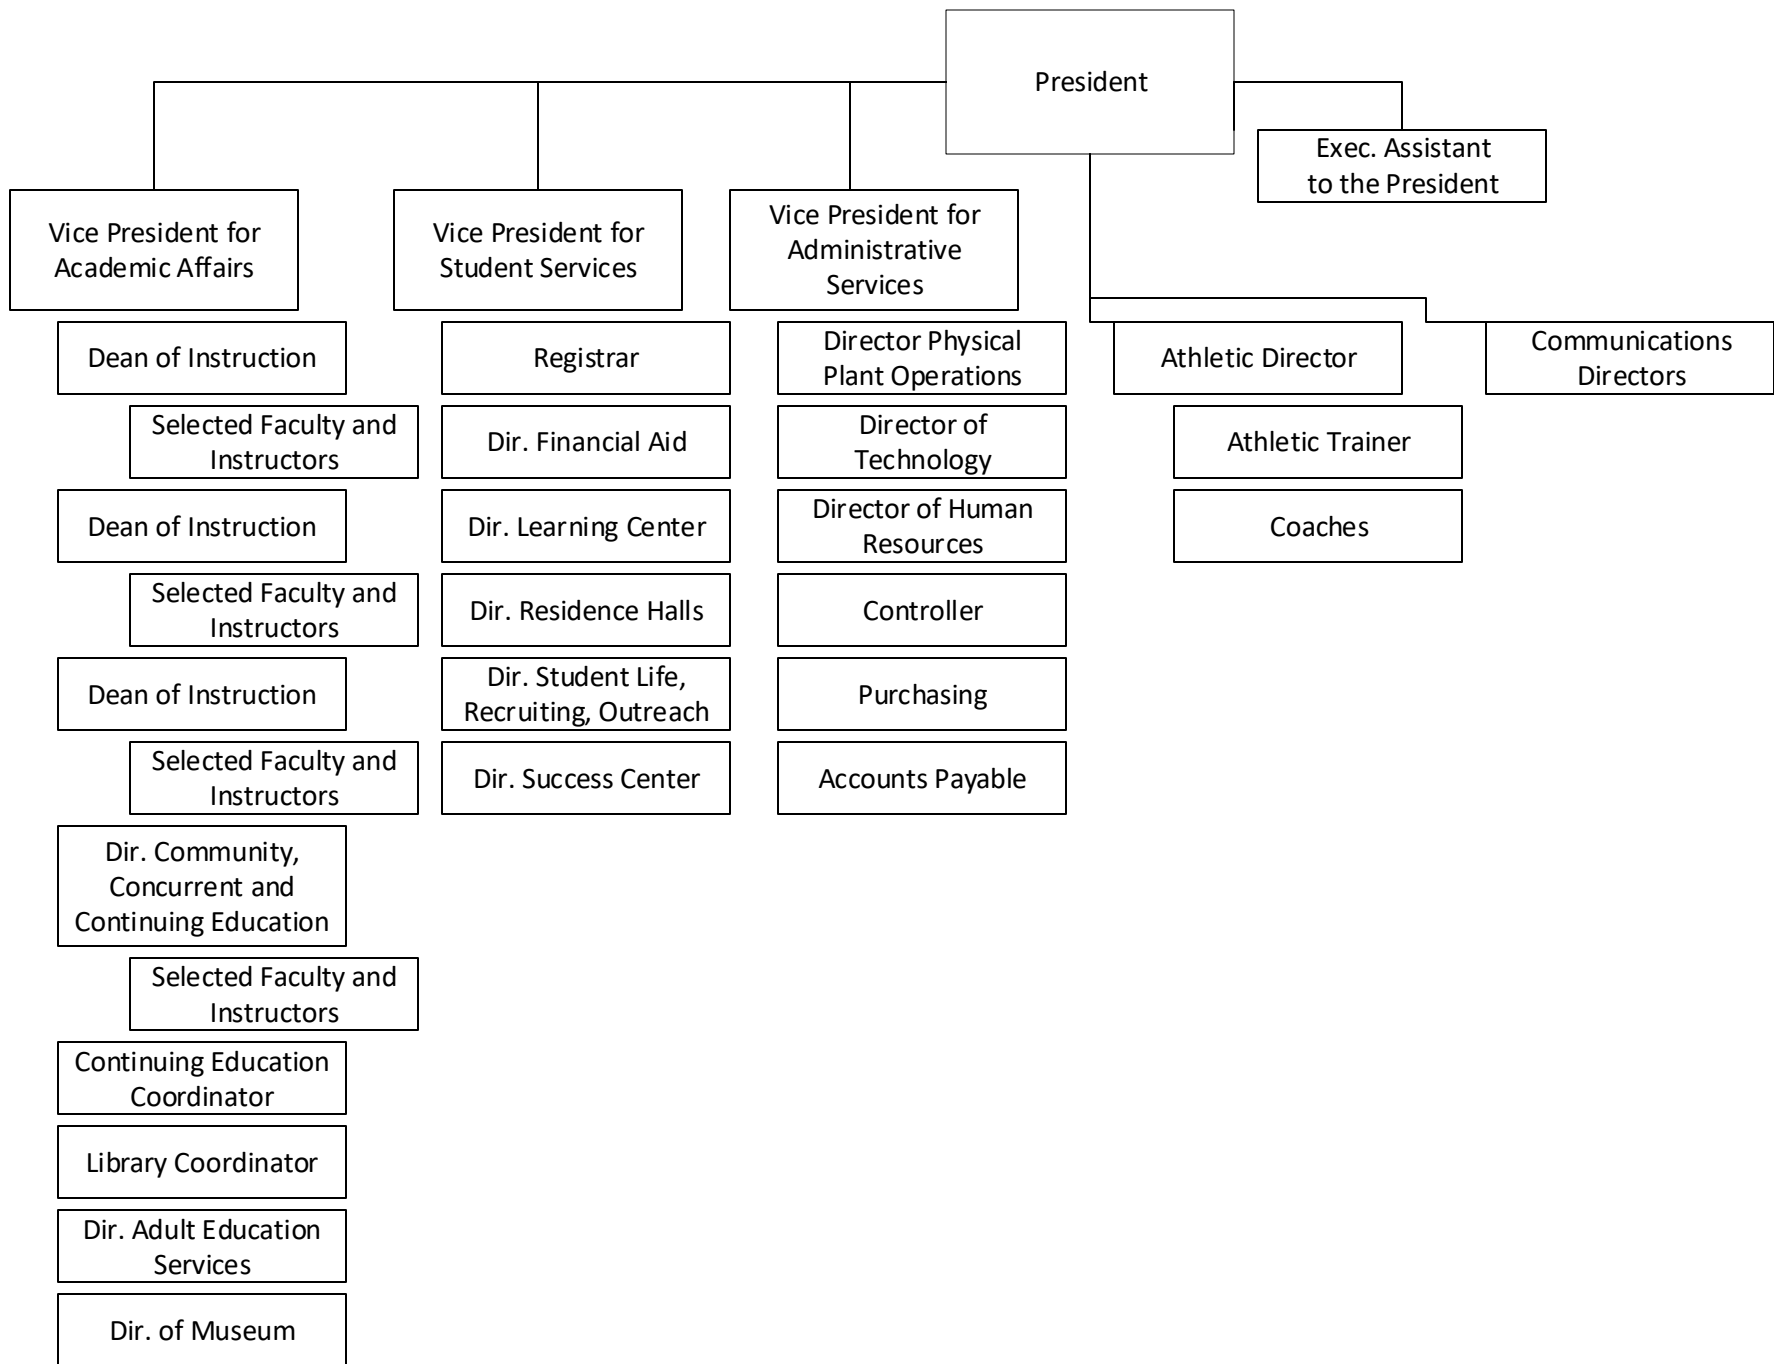 President
Exec. Assistant
to the President
Vice President for
Academic Affairs
Vice President for
Student Services
Vice President for
Administrative
Services
Dean of Instruction
Selected Faculty and
Instructors
Dean of Instruction
Selected Faculty and
Instructors
Dean of Instruction
Selected Faculty and
Instructors
Dir. Community,
Concurrent and
Continuing Education
Selected Faculty and
Instructors
Continuing Education
Coordinator
Library Coordinator
Dir. Adult Education
Services
Dir. of Museum
Registrar
Dir. Financial Aid
Dir. Learning Center
Dir. Residence Halls
Dir. Student Life,
Recruiting, Outreach
Dir. Success Center
Director Physical
Plant Operations
Director of
Technology
Director of Human
Resources
Controller
Purchasing
Accounts Payable
Athletic Director
Athletic Trainer
Coaches
Communications
Directors